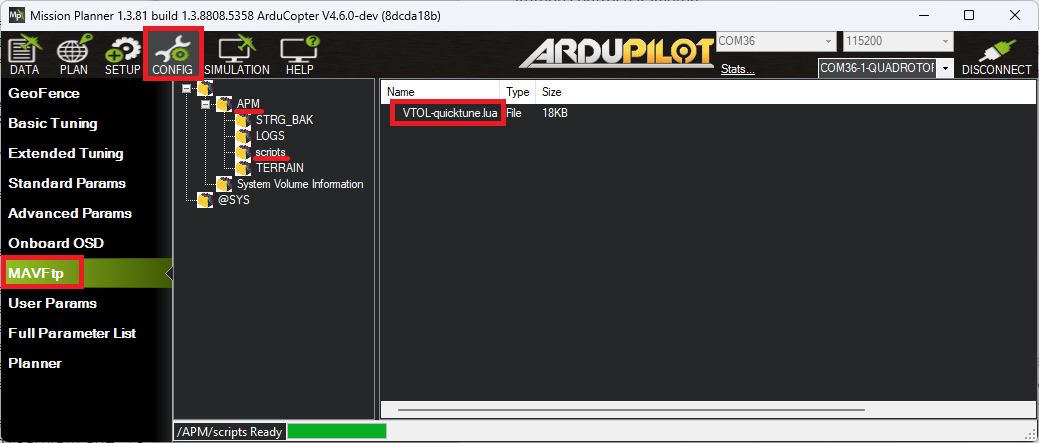 Mission Planner 1.3.81 build 1.3.8808.5358 ArduCopter V4.6.0-dev (8dcda18b)
DATA PLAN SETUP CONFIG SIMULATION HELP
ARDUPILOT
COM36 115200
Stats... COM36-1-QUADROTOR DISCONNECT
GeoFence
Basic Tuning
Extended Tuning
Standard Params
Advanced Params
Onboard OSD
MAVFtp
User Params
Full Parameter List
Planner
APM
STRG_BAK
LOGS
scripts
TERRAIN
System Volume Information
@SYS
Name Type Size
VTOL-quicktune.lua File 18KB
/APM/scripts Ready